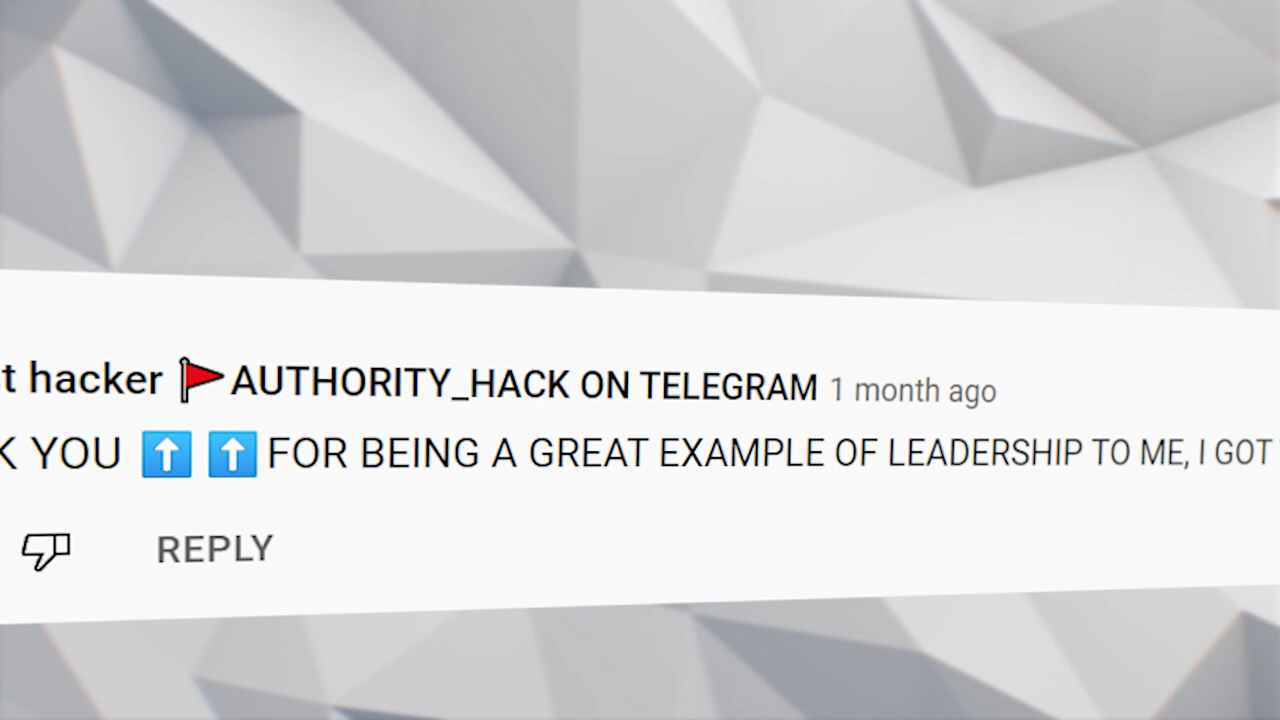 t hacker 🚩AUTHORITY_HACK ON TELEGRAM 1 month ago
K YOU ⬆️ ⬆️ FOR BEING A GREAT EXAMPLE OF LEADERSHIP TO ME, I GOT
REPLY